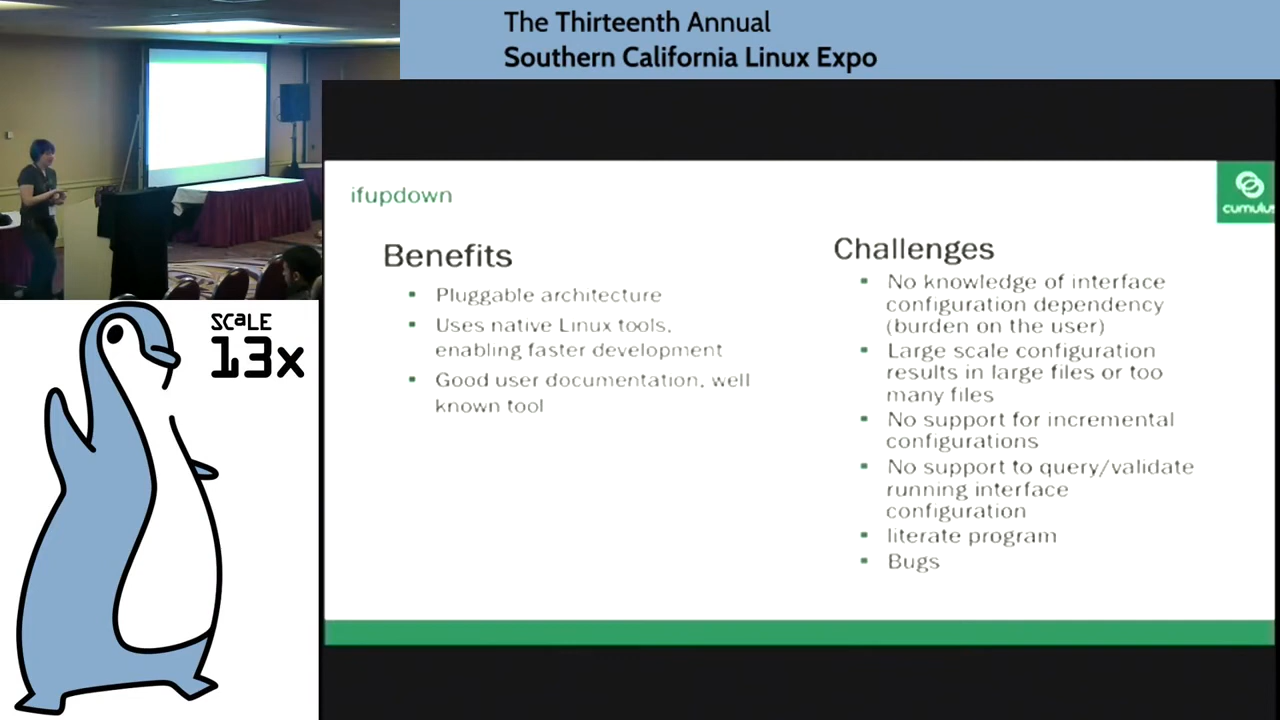 The Thirteenth Annual
Southern California Linux Expo
SCaLE
13x
ifupdown
cumulus
Benefits
▪ Pluggable architecture
▪ Uses native Linux tools,
enabling faster development
▪ Good user documentation, well
known tool
Challenges
▪ No knowledge of interface
configuration dependency
(burden on the user)
▪ Large scale configuration
results in large files or too
many files
▪ No support for incremental
configurations
▪ No support to query/validate
running interface
configuration
▪ literate program
▪ Bugs